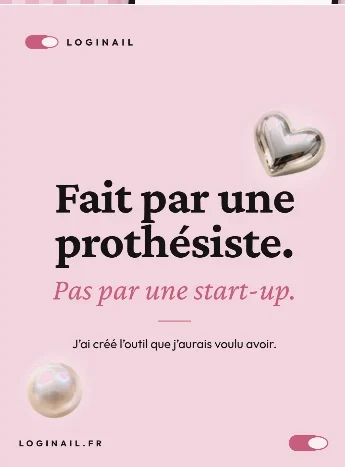 LOGINAIL
Fait par une
prothésiste.
Pas par une start-up.
J'ai créé l'outil que j'aurais voulu avoir.
LOGINAIL.FR